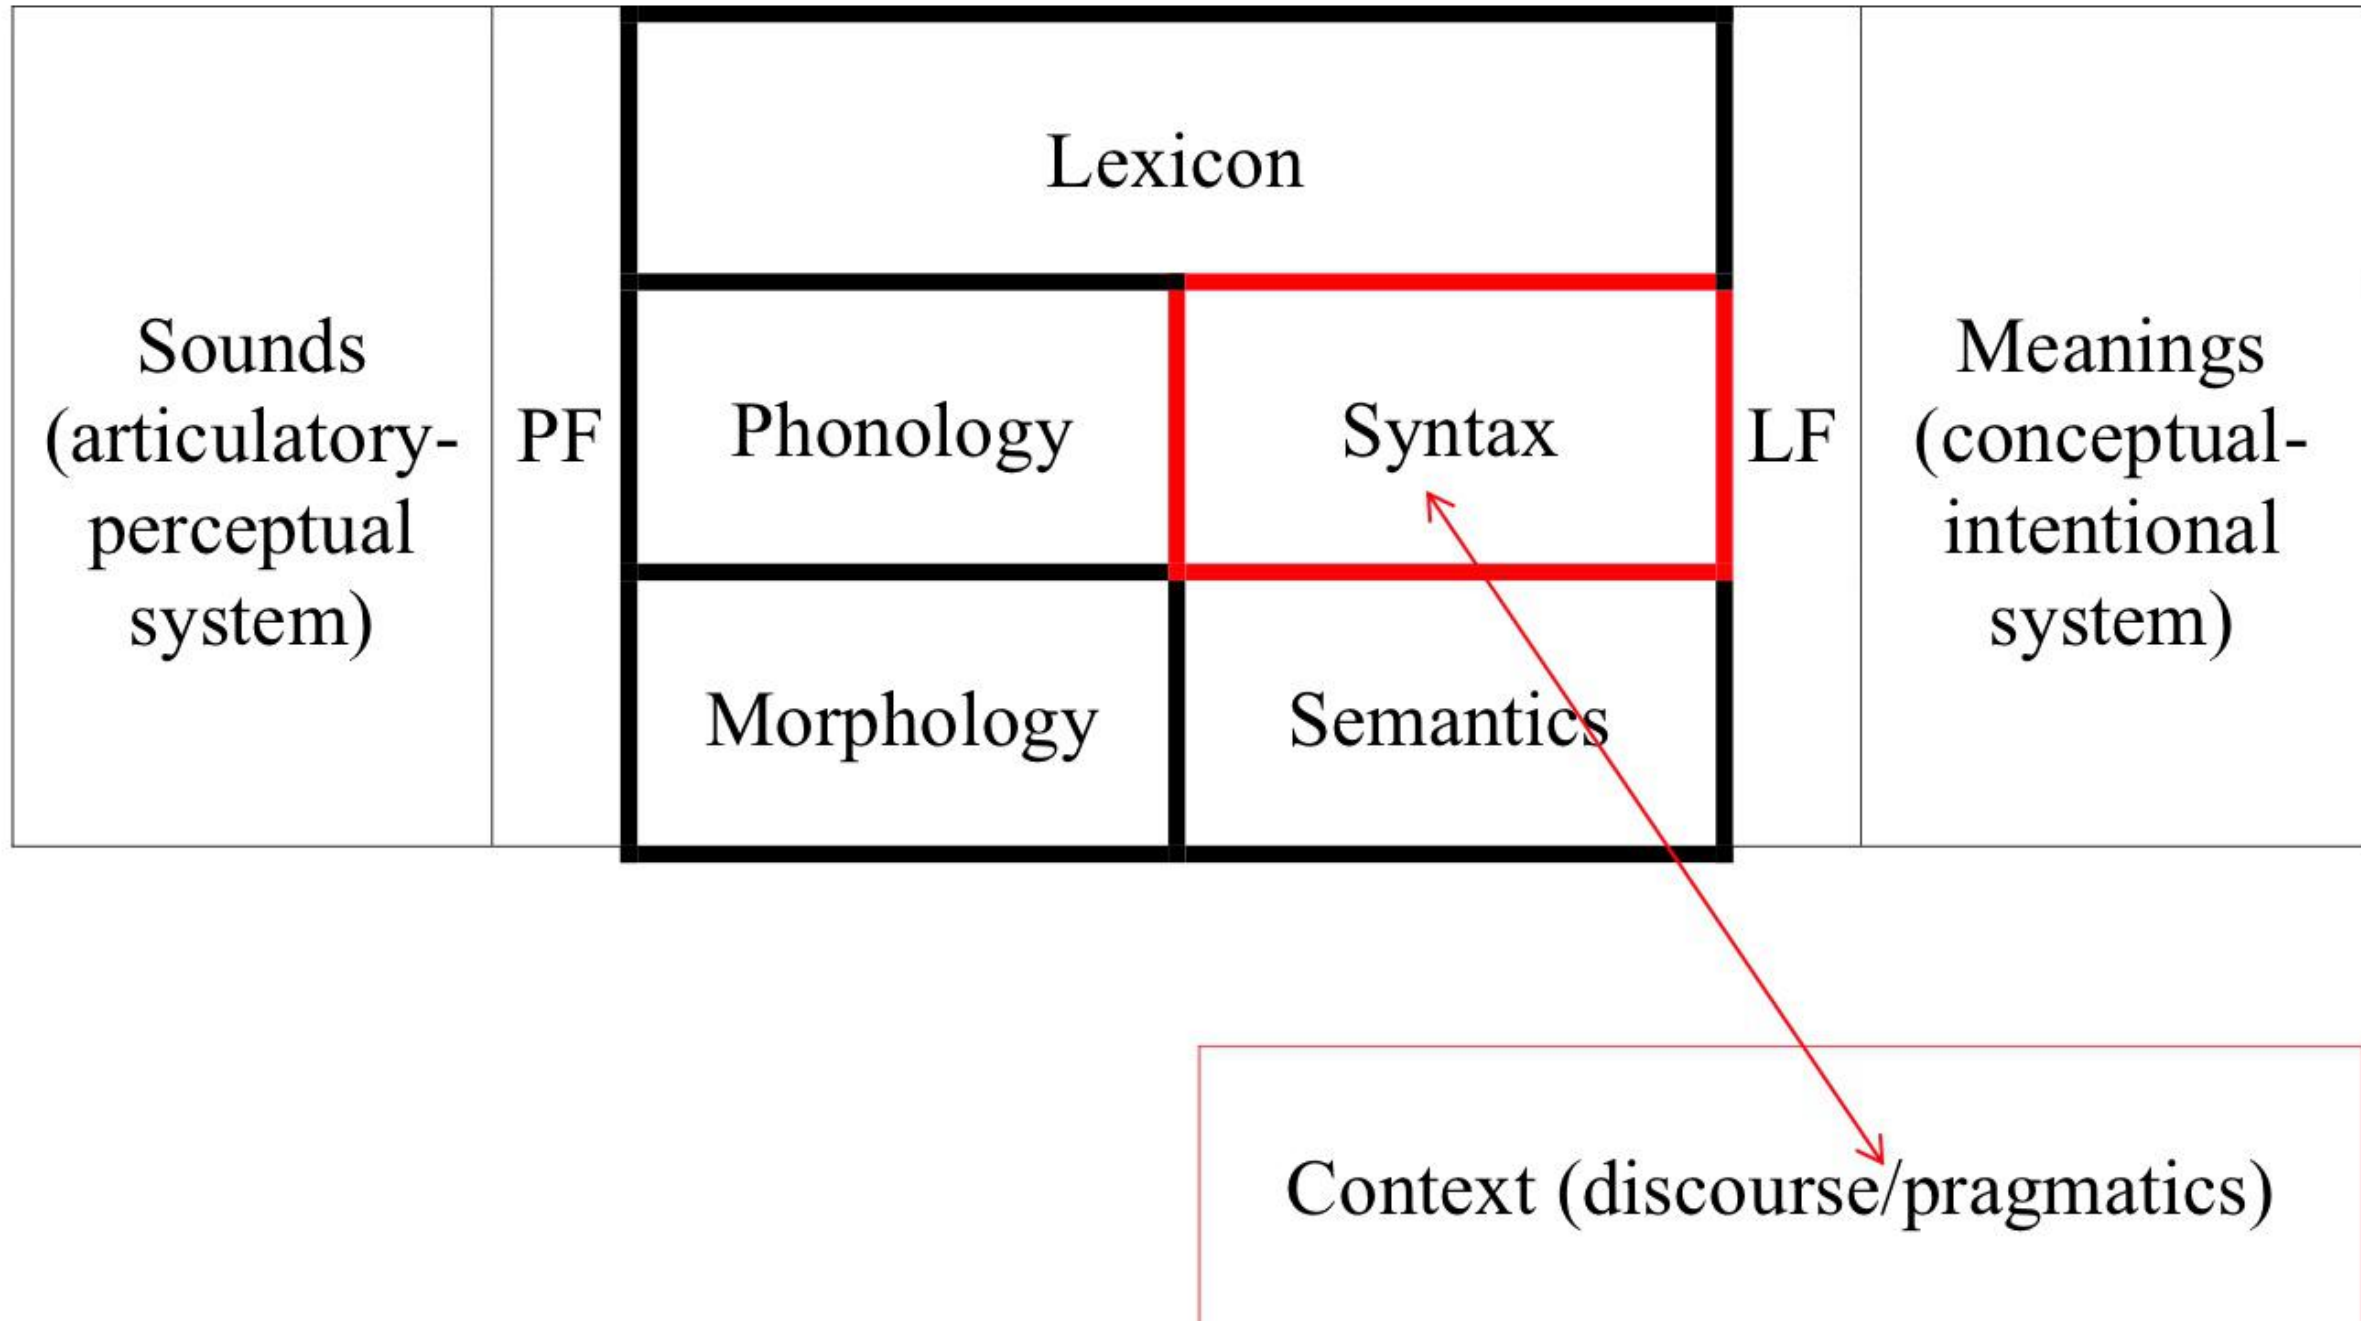 Lexicon
Sounds
(articulatory-
perceptual
system)
PF
Phonology
Syntax
LF
Meanings
(conceptual-
intentional
system)
Morphology
Semantics
Context (discourse/pragmatics)